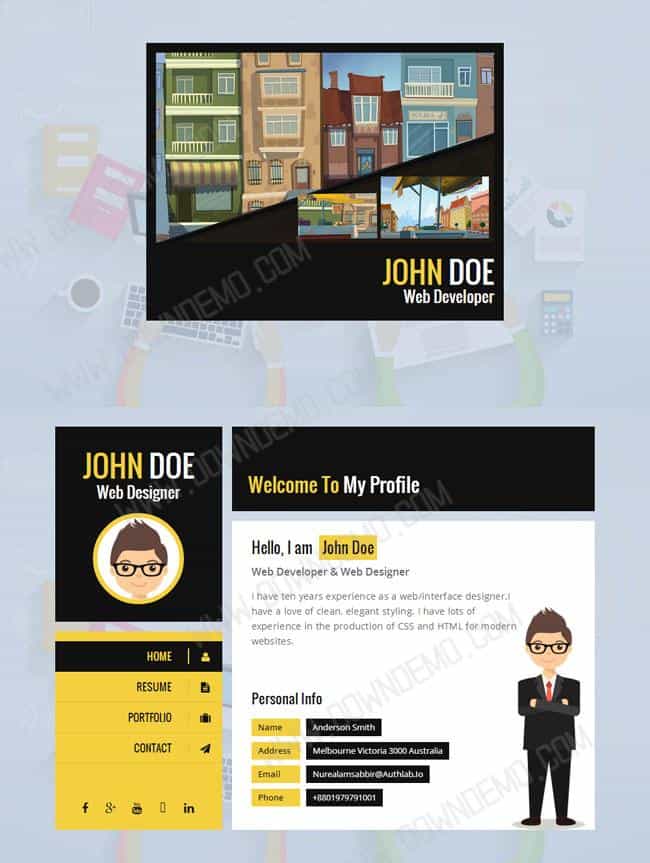 JOHN DOE
Web Developer
JOHN DOE
Web Designer
HOME
RESUME
PORTFOLIO
CONTACT
Welcome To My Profile
Hello, I am John Doe
Web Developer & Web Designer
I have ten years experience as a web/interface designer.I
have a love of clean, elegant styling. I have lots of
experience in the production of CSS and HTML for modern
websites.
Personal Info
Name Anderson Smith
Address Melbourne Victoria 3000 Australia
Email Nurealamsabbir@Authlab.Io
Phone +8801979791001
WWW.DOWNDEMO.COM